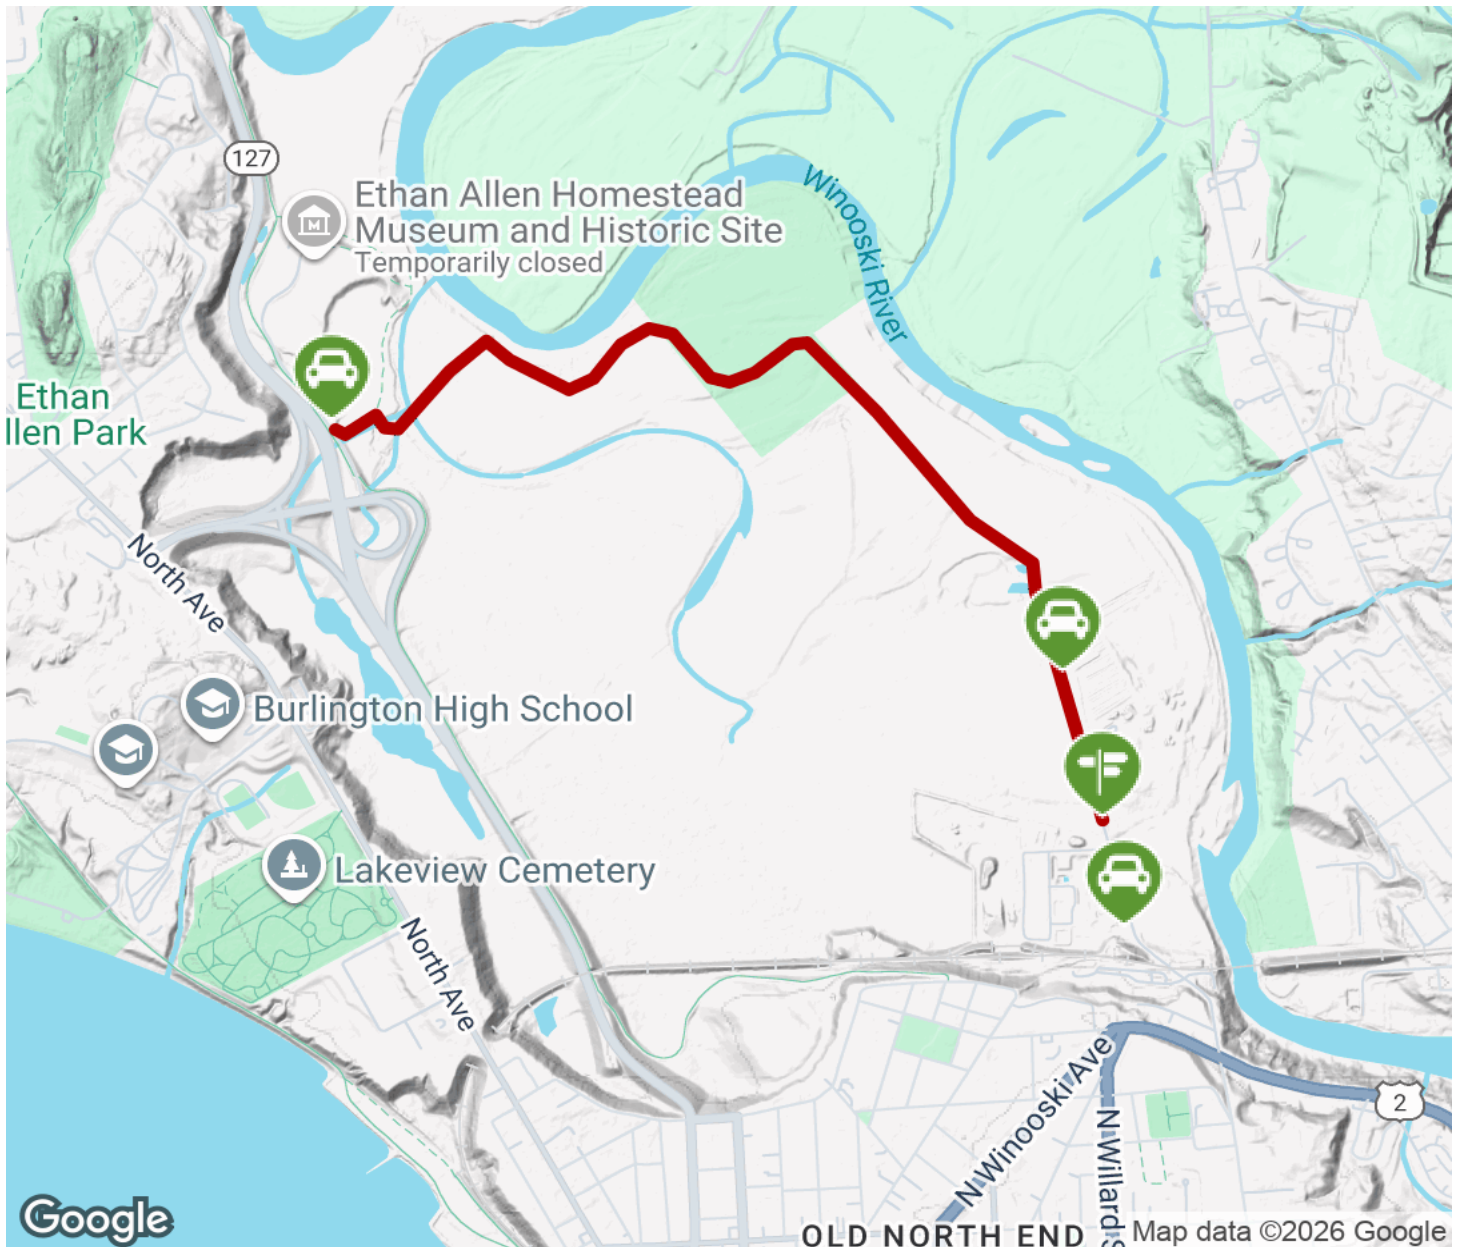 127
Ethan Allen Homestead
Museum and Historic Site
Temporarily closed
Winooski River
Ethan
llen Park
North Ave
Burlington High School
Lakeview Cemetery
North Ave
N Winooski Ave
N Willard S
2
OLD NORTH END
Google
Map data ©2026 Google